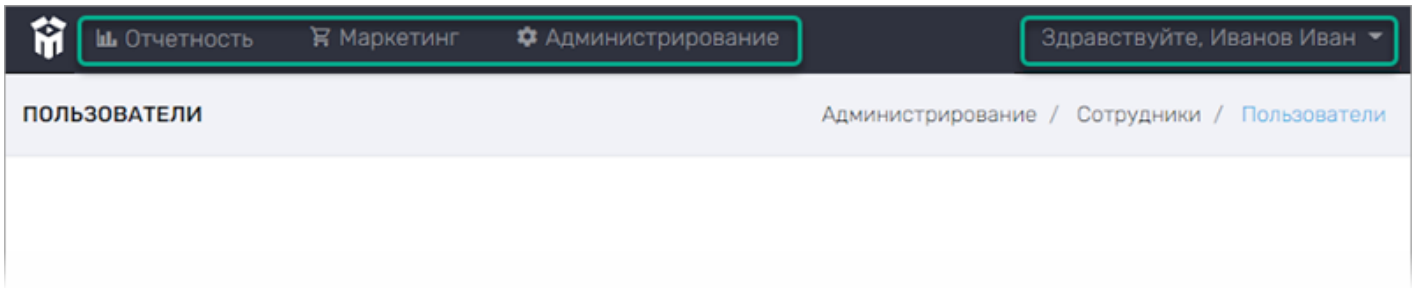 Отчетность Маркетинг Администрирование Здравствуйте, Иванов Иван
ПОЛЬЗОВАТЕЛИ Администрирование / Сотрудники / Пользователи